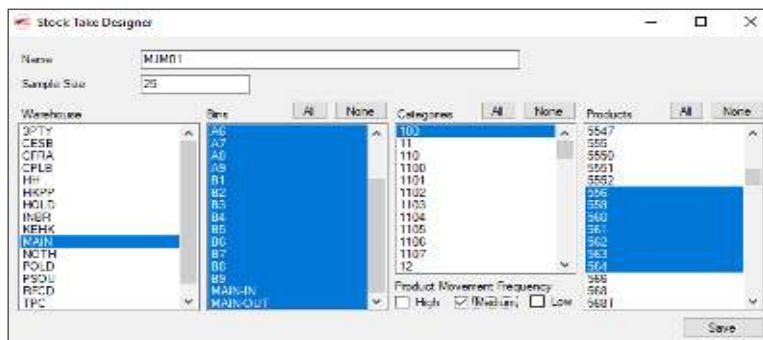 Stock Take Designer
Name
MJM01
Sample Size
25
Warehouse
3PTY
CESB
CFRA
CPLB
HH
HKPP
HOLD
INBR
KEHK
MAIN
NOTH
POLD
PSOU
RFCD
TPC
Bins All None
A6
A7
A8
A9
B1
B2
B3
B4
B5
B6
B7
B8
B9
MAIN-IN
MAIN-OUT
Categories All None
100
11
110
1100
1101
1102
1103
1104
1105
1106
1107
12
Product Movement Frequency
High Medium Low
Products All None
5547
555
5550
5551
5552
556
558
560
561
562
563
564
566
568
5681
Save